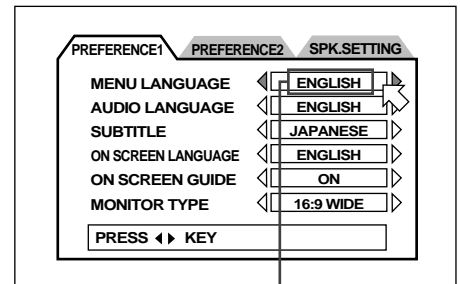 PREFERENCE1 PREFERENCE2 SPK.SETTING
MENU LANGUAGE ENGLISH
AUDIO LANGUAGE ENGLISH
SUBTITLE JAPANESE
ON SCREEN LANGUAGE ENGLISH
ON SCREEN GUIDE ON
MONITOR TYPE 16:9 WIDE
PRESS KEY